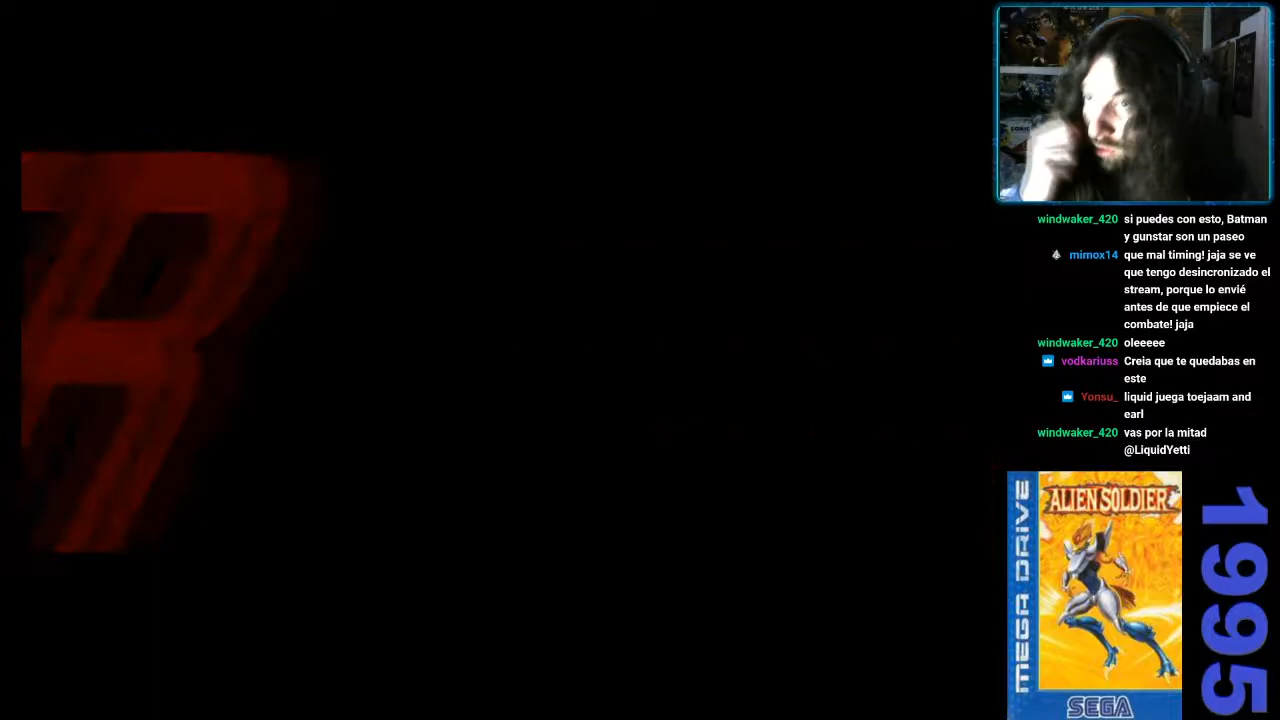 R
SONIC
windwaker_420 si puedes con esto, Batman
y gunstar son un paseo
mimox14 que mal timing! jaja se ve
que tengo desincronizado el
stream, porque lo envié
antes de que empiece el
combate! jaja
windwaker_420 oleeeee
vodkariuss Creia que te quedabas en
este
Yonsu_ liquid juega toejaam and
earl
windwaker_420 vas por la mitad
@LiquidYetti
MEGA DRIVE
ALIEN SOLDIER
SEGA
1995